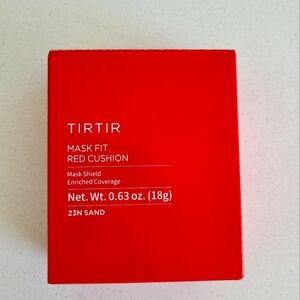 TIRTIR
MASK FIT
RED CUSHION
Mask Shield
Enriched Coverage
Net. Wt. 0.63 oz. (18g)
23N SAND